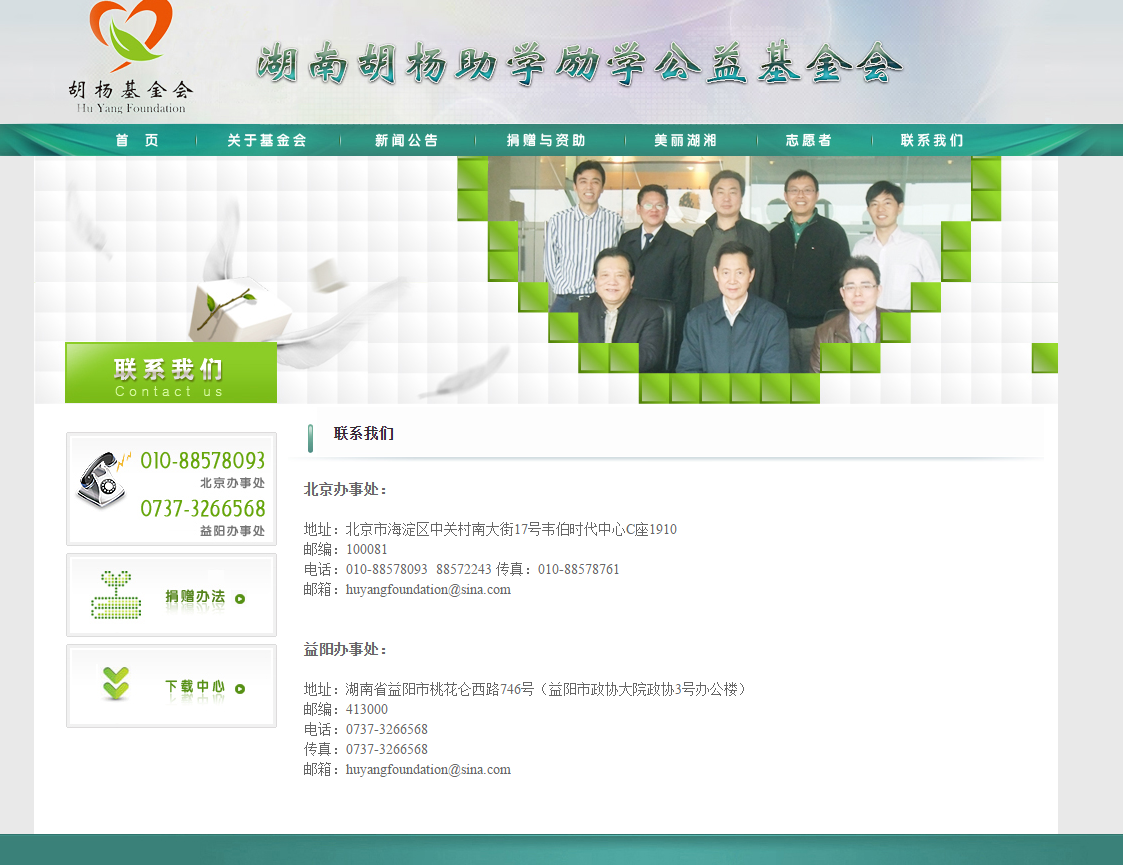 胡杨基金会
Hu Yang Foundation
湖南胡杨助学励学公益基金会
首 页 关于基金会 新闻公告 捐赠与资助 美丽湖湘 志愿者 联系我们
联系我们
Contact us
010-88578093
北京办事处
0737-3266568
益阳办事处
捐赠办法
下载中心
联系我们
北京办事处：
地址：北京市海淀区中关村南大街17号韦伯时代中心C座1910
邮编：100081
电话：010-88578093 88572243 传真：010-88578761
邮箱：huyangfoundation@sina.com
益阳办事处：
地址：湖南省益阳市桃花仑西路746号（益阳市政协大院政协3号办公楼）
邮编：413000
电话：0737-3266568
传真：0737-3266568
邮箱：huyangfoundation@sina.com